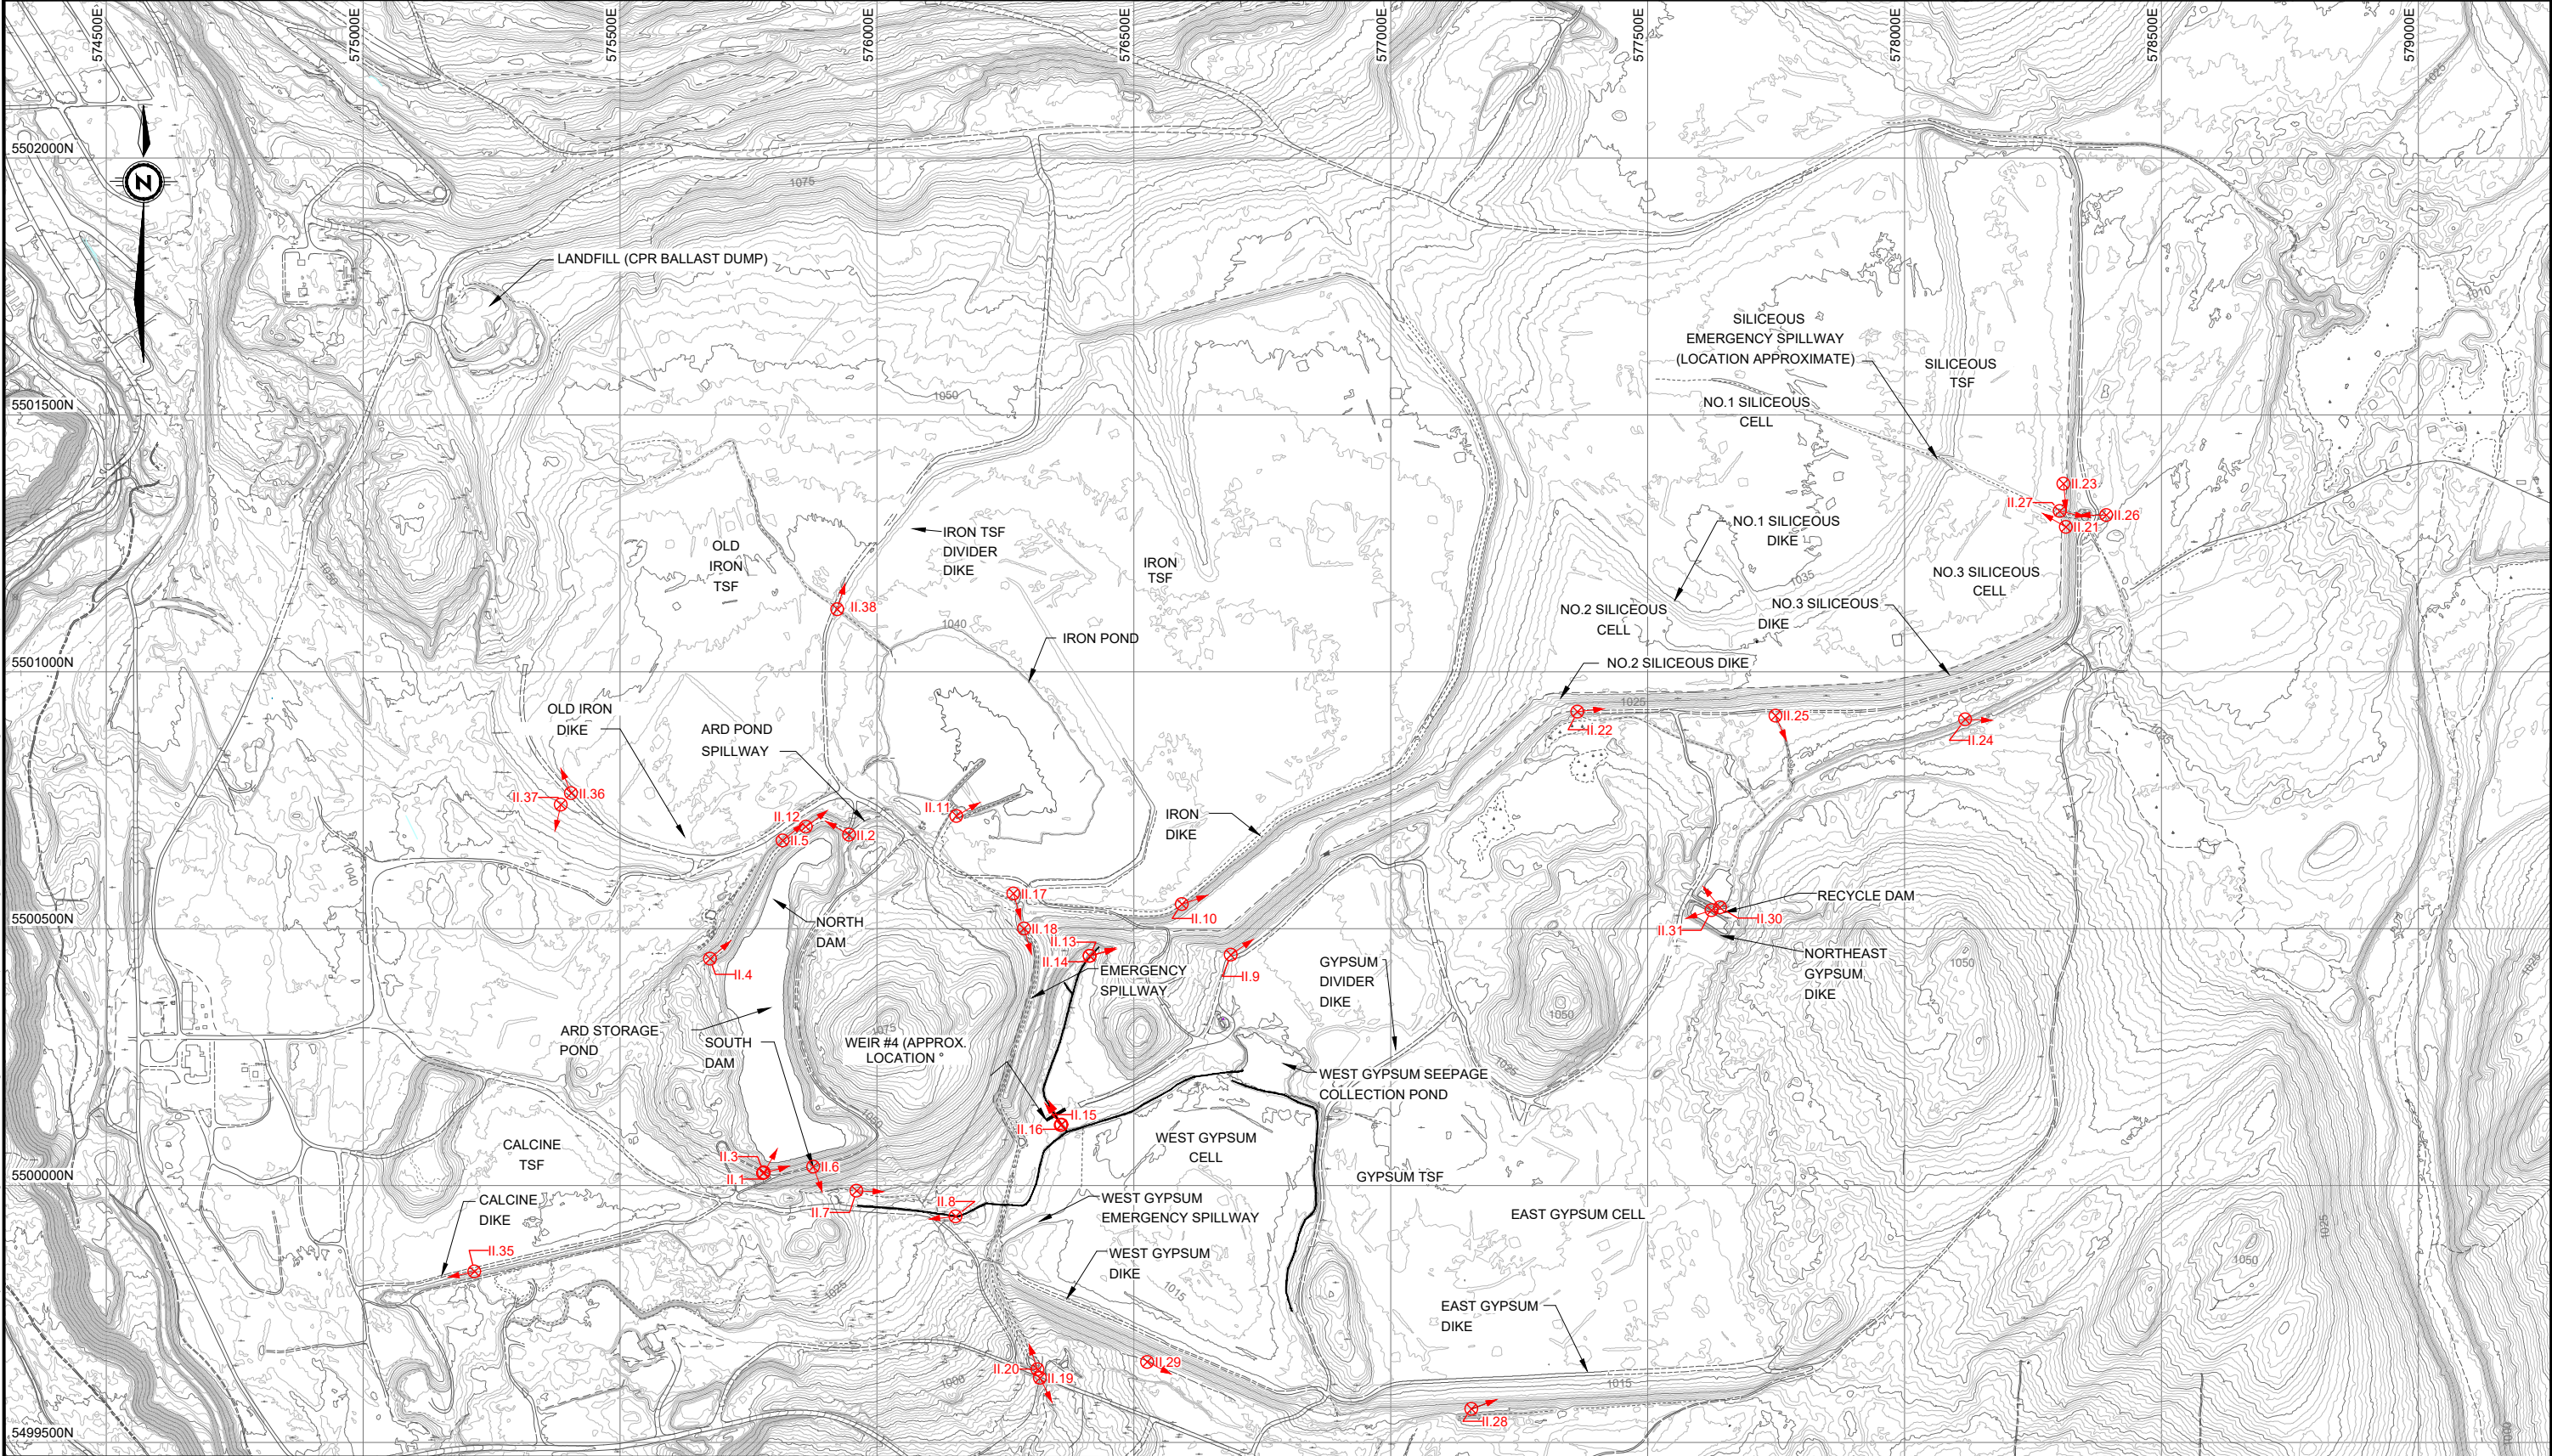 574500E
575000E
575500E
576000E
576500E
577000E
577500E
578000E
578500E
579000E
1025
5502000N
N
1075
LANDFILL (CPR BALLAST DUMP)
1010
SILICEOUS
EMERGENCY SPILLWAY
(LOCATION APPROXIMATE)
SILICEOUS
TSF
1050
5501500N
NO.1 SILICEOUS
CELL
II.23
II.27
II.26
II.21
NO.1 SILICEOUS
DIKE
IRON TSF
DIVIDER
DIKE
OLD
IRON
TSF
IRON
TSF
1050
1035
NO.3 SILICEOUS
CELL
II.38
NO.2 SILICEOUS
CELL
NO.3 SILICEOUS
DIKE
1040
IRON POND
5501000N
NO.2 SILICEOUS DIKE
1025
OLD IRON
DIKE
ARD POND
SPILLWAY
II.22
II.25
II.24
1035
II.37
II.36
II.11
II.12
II.5
II.2
IRON
DIKE
1040
II.17
II.10
RECYCLE DAM
II.30
II.31
5500500N
NORTH
DAM
II.18
II.13
II.14
II.9
II.4
EMERGENCY
SPILLWAY
GYPSUM
DIVIDER
DIKE
NORTHEAST
GYPSUM
DIKE
1050
1025
1050
ARD STORAGE
POND
SOUTH
DAM
1075
WEIR #4 (APPROX.
LOCATION °
1025
WEST GYPSUM SEEPAGE
COLLECTION POND
1050
II.15
II.16
CALCINE
TSF
WEST GYPSUM
CELL
II.3
II.1
II.6
5500000N
GYPSUM TSF
CALCINE
DIKE
II.7
II.8
WEST GYPSUM
EMERGENCY SPILLWAY
EAST GYPSUM CELL
1025
II.35
WEST GYPSUM
DIKE
1050
1025
1015
EAST GYPSUM
DIKE
II.29
II.20
II.19
1000
1015
II.28
5499500N
1000